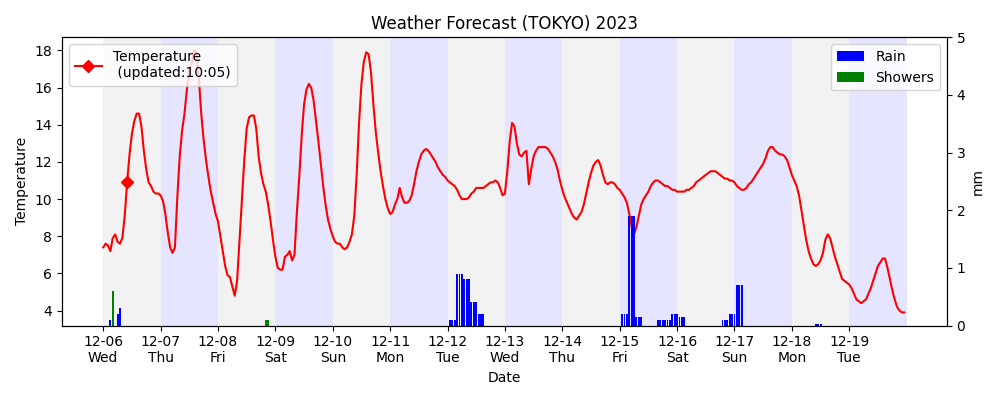 Weather Forecast (TOKYO) 2023
Temperature
(updated:10:05)
Rain
Showers
Temperature
18
16
14
12
10
8
6
4
5
4
3
2
1
0
mm
12-06 12-07 12-08 12-09 12-10 12-11 12-12 12-13 12-14 12-15 12-16 12-17 12-18 12-19
Wed Thu Fri Sat Sun Mon Tue Wed Thu Fri Sat Sun Mon Tue
Date